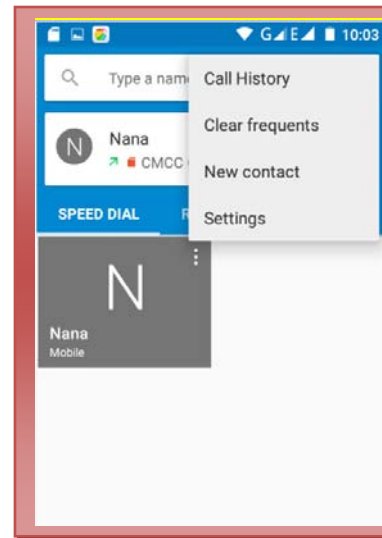 G E 10:03
Type a nam
Call History
N
Nana
CMCC
Clear frequents
New contact
SPEED DIAL R
Settings
N
Nana
Mobile